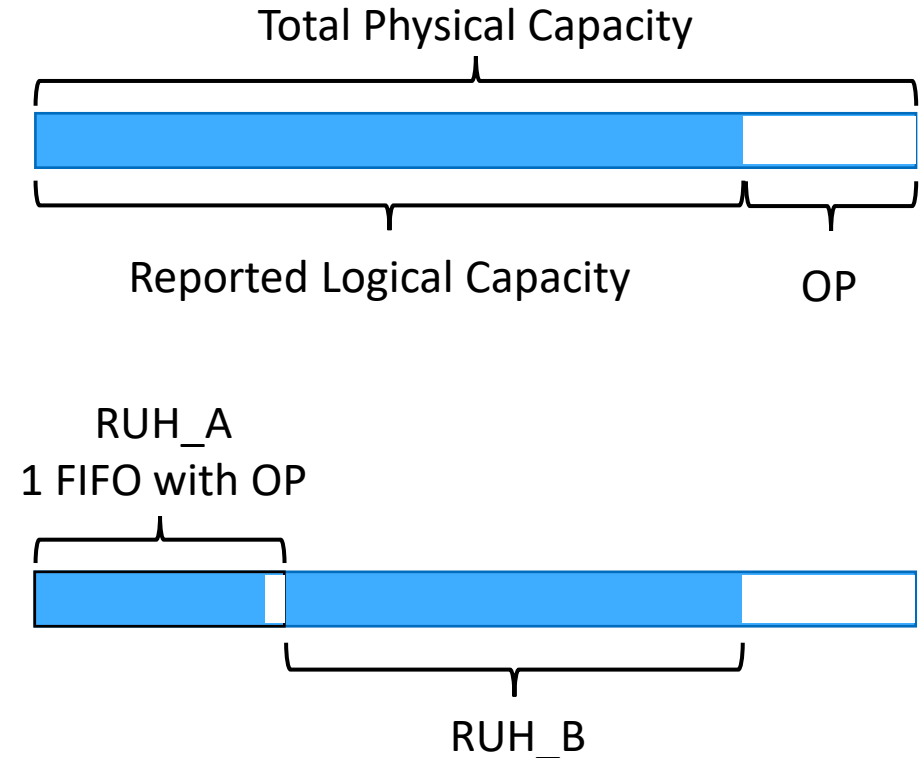 Total Physical Capacity
Reported Logical Capacity
OP
RUH_A
1 FIFO with OP
RUH_B